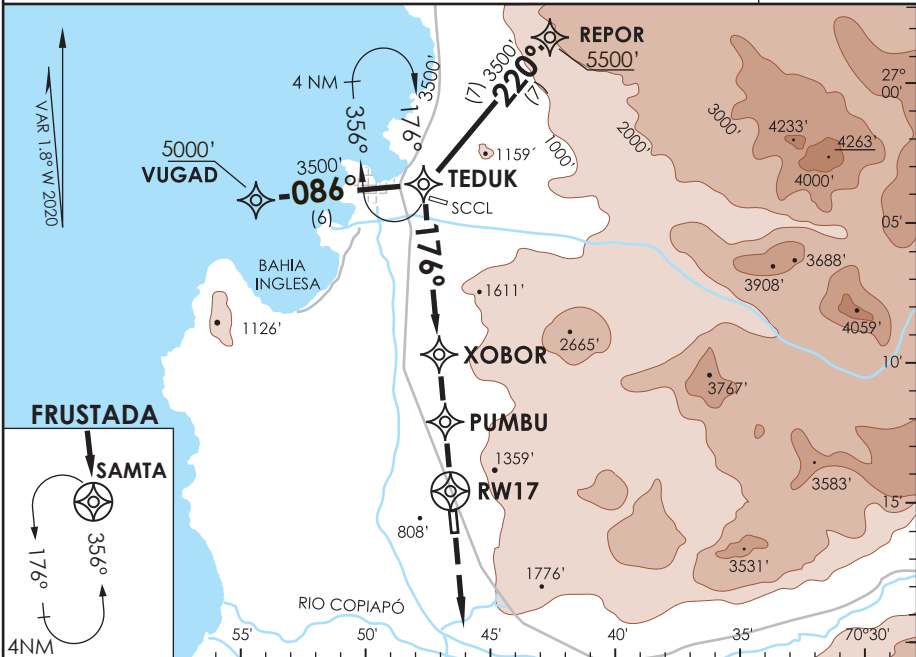 REPOR
5500'
220°
(7) 3500'
(7
4 NM
3500'
356°
176°
VAR 1.8° W 2020
27°
00'
3000'
2000'
1000'
4233'
4263'
4000'
1159´
5000'
VUGAD
3500'
-086°
(6)
TEDUK
SCCL
05'
176°
BAHIA
INGLESA
1126'
1611'
2665'
3688'
3908'
4059'
XOBOR
10'
3767'
PUMBU
FRUSTADA
SAMTA
176°
356°
4NM
1359'
RW17
808'
3583'
15'
3531'
1776'
RIO COPIAPÓ
55'
50'
45'
40'
35'
70°30'